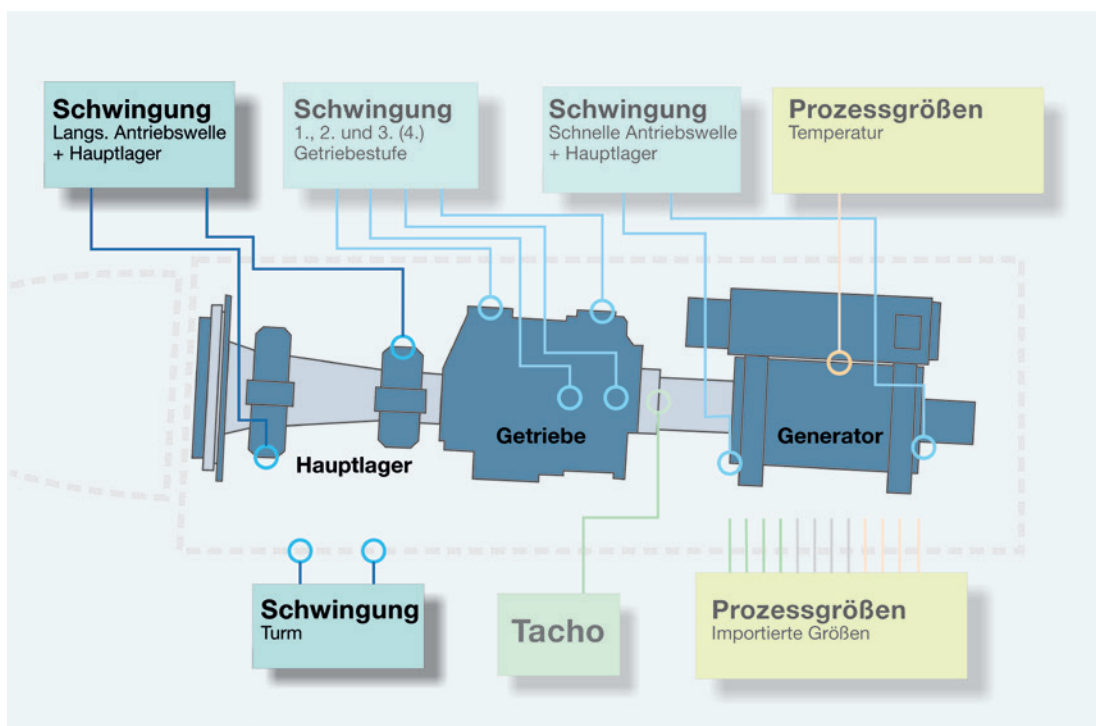 Schwingung
Langs. Antriebswelle
+ Hauptlager
Schwingung
1., 2. und 3. (4.)
Getriebestufe
Schwingung
Schnelle Antriebswelle
+ Hauptlager
Prozessgrößen
Temperatur
Getriebe
Generator
Hauptlager
Schwingung
Turm
Tacho
Prozessgrößen
Importierte Größen